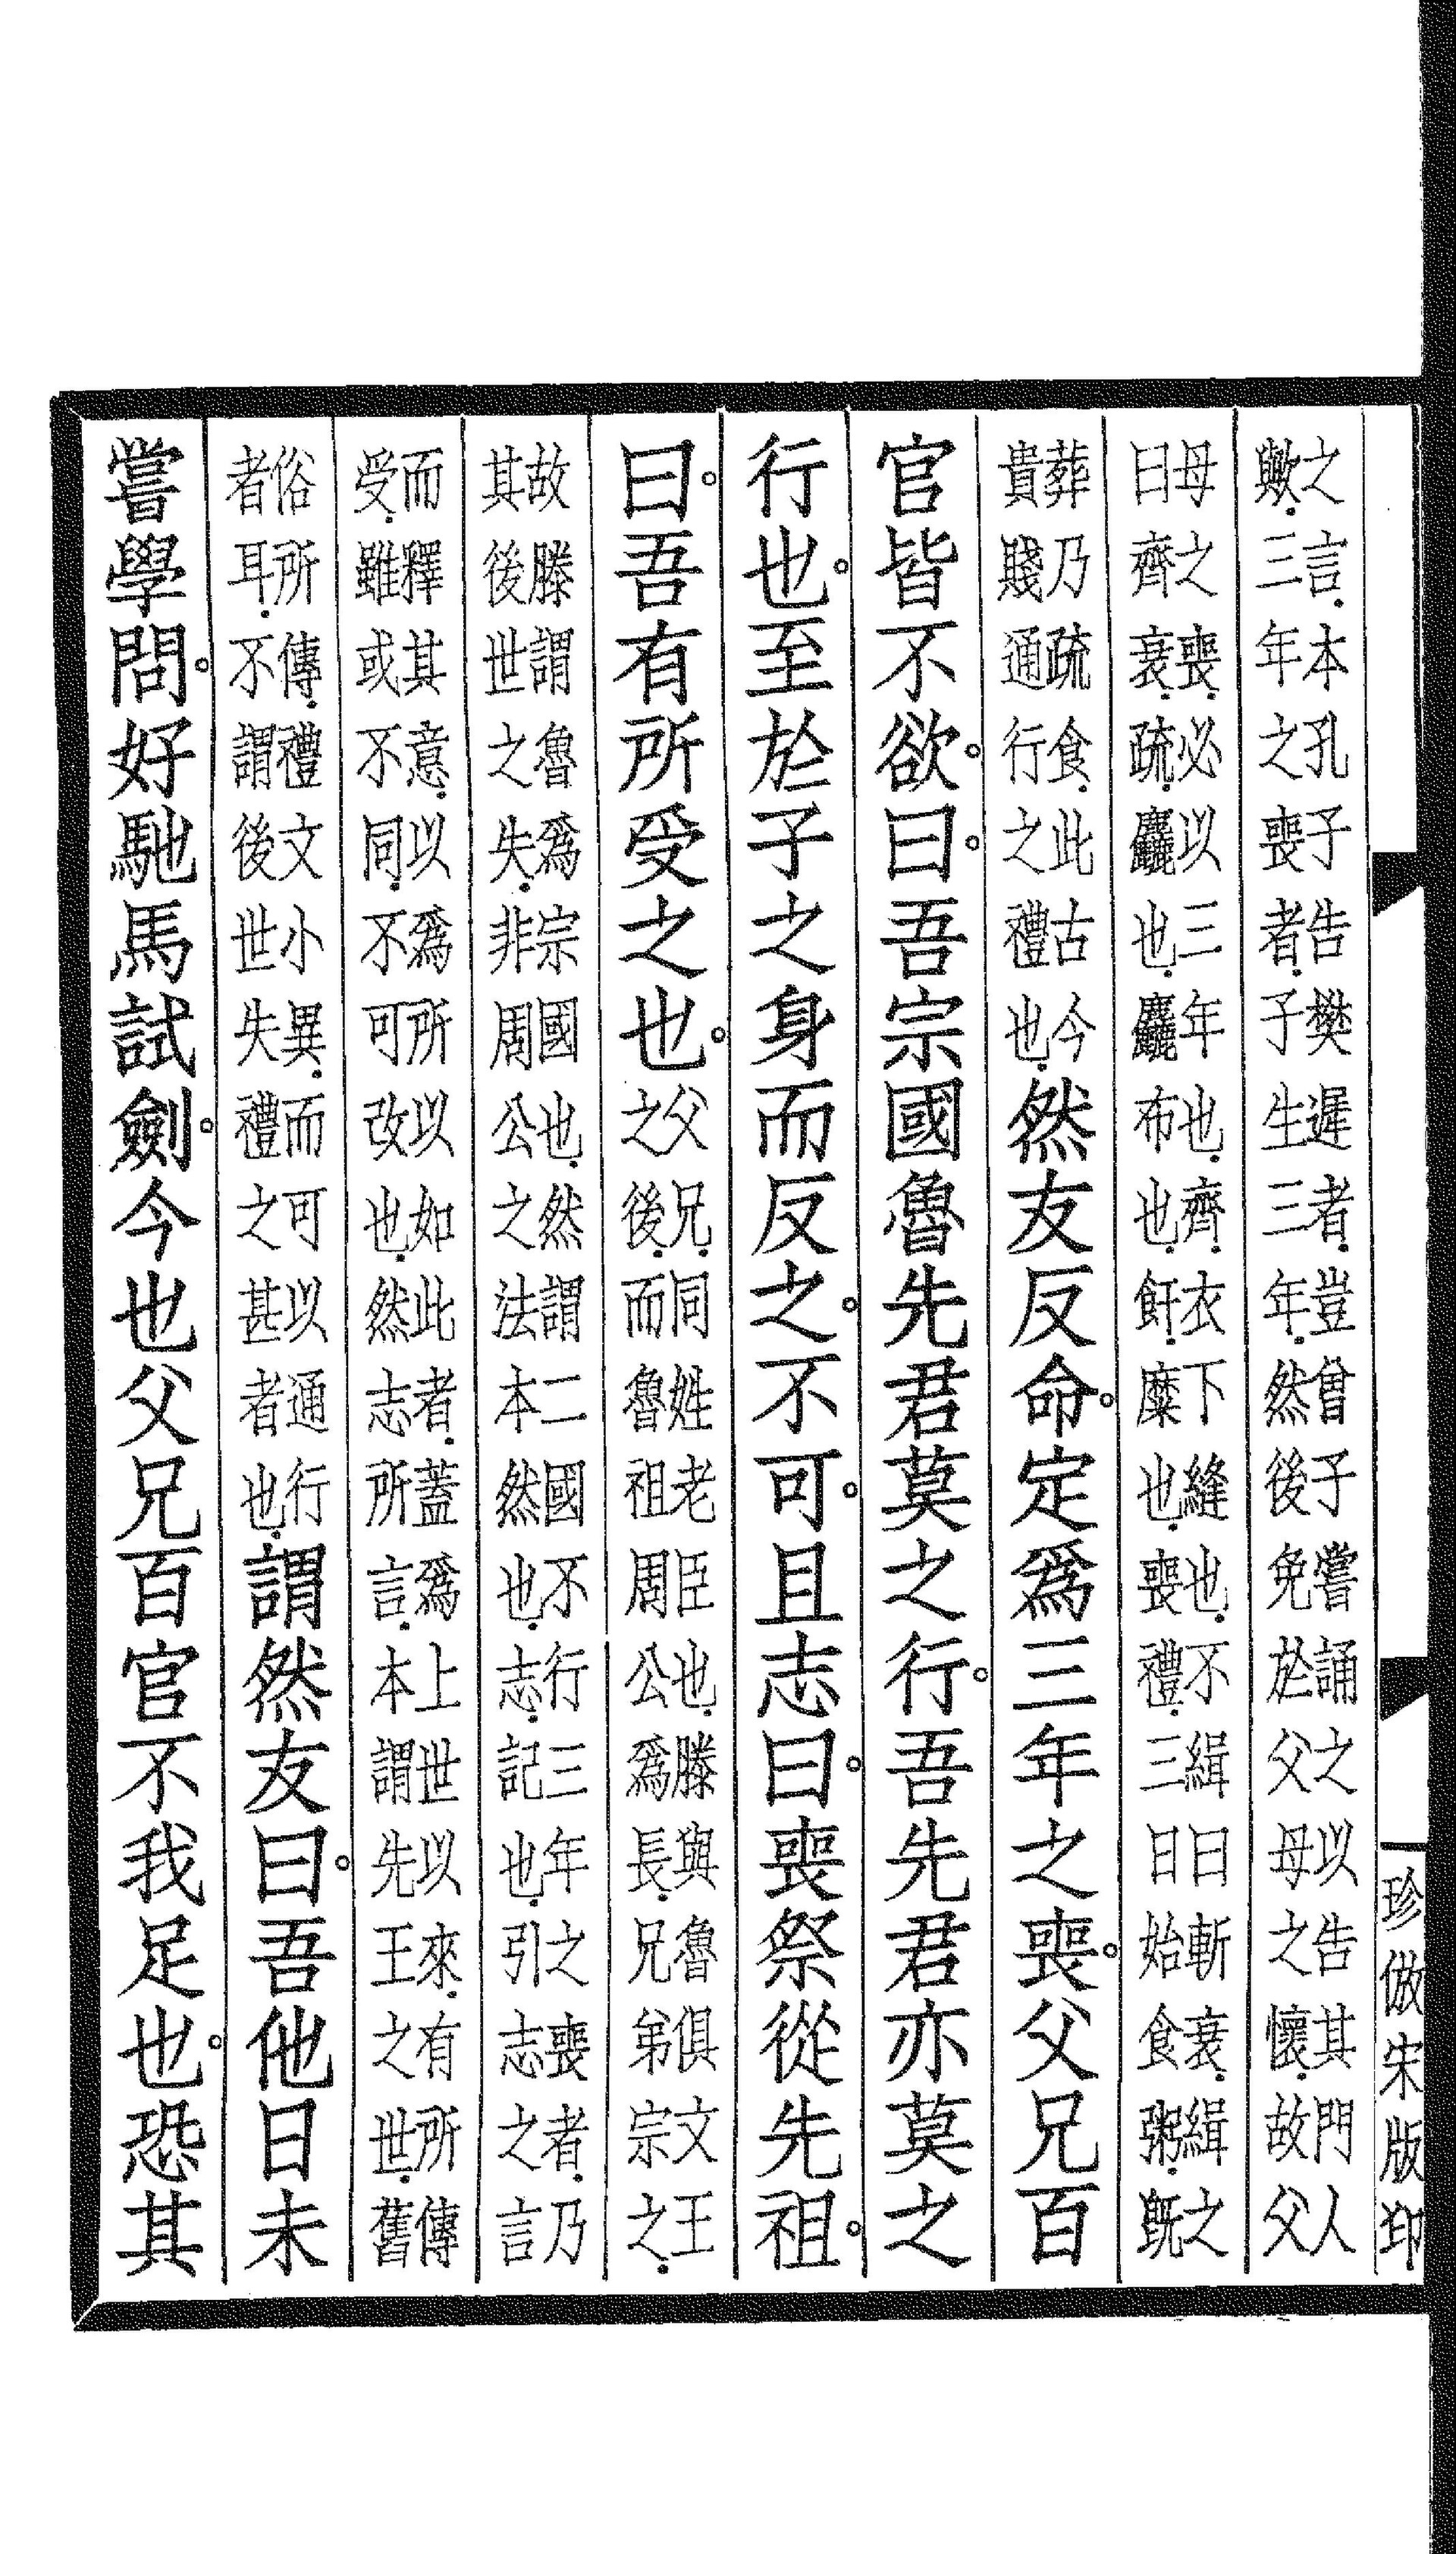 珍倣宋版印
之言。本孔子告樊遲者。豈曾子嘗誦之以告其門人
歟。三年之喪者。子生三年。然後免於父母之懷。故父
母之喪。必以三年也。齊。衣下縫也。不緝曰斬衰。緝之
曰齊衰。疏。麤也。麤布也。飦。糜也。喪禮。三日始食粥。既
葬乃疏食。此古今
貴賤通行之禮也。
然友反命。定爲三年之喪。父兄百
官皆不欲。曰。吾宗國魯先君莫之行。吾先君亦莫之
行也。至於子之身而反之。不可。且志曰。喪祭從先祖。
曰。吾有所受之也。
父兄。同姓老臣也。滕與魯俱文王
之後。而魯祖周公爲長。兄弟宗之。
故滕謂魯爲宗國也。然謂二國不行三年之喪者。乃
其後世之失。非周公之法本然也。志。記也。引志之言
而釋其意。以爲所以如此者。蓋爲上世以來。有所傳
受。雖或不同。不可改也。然志所言。本謂先王之世。舊
俗所傳。禮文小異。而可以通行
者耳。不謂後世失禮之甚者也。
謂然友曰。吾他日未
嘗學問。好馳馬試劍。今也父兄百官不我足也。恐其